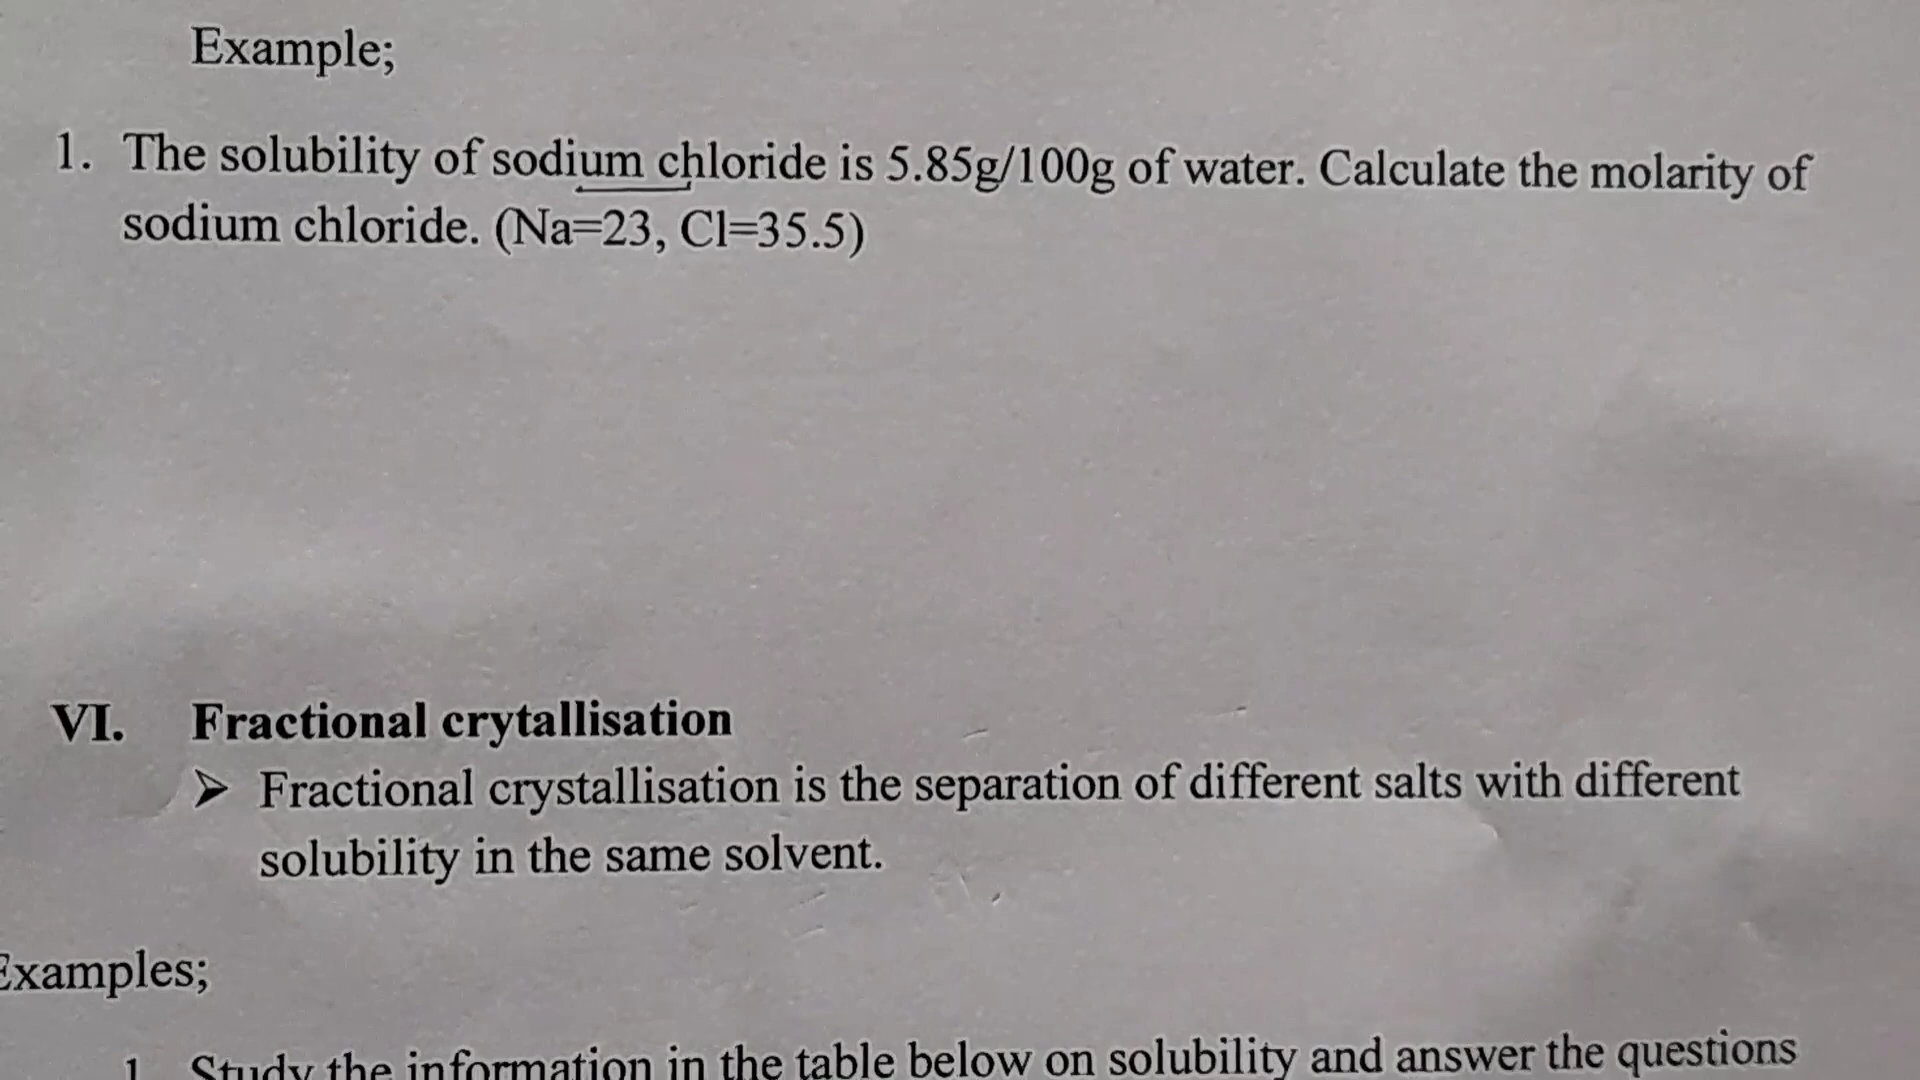 Example;
1. The solubility of sodium chloride is 5.85g/100g of water. Calculate the molarity of
sodium chloride. (Na=23, Cl=35.5)
VI. Fractional crytallisation
➢ Fractional crystallisation is the separation of different salts with different
solubility in the same solvent.
Examples;
1 Study the information in the table below on solubility and answer the questions